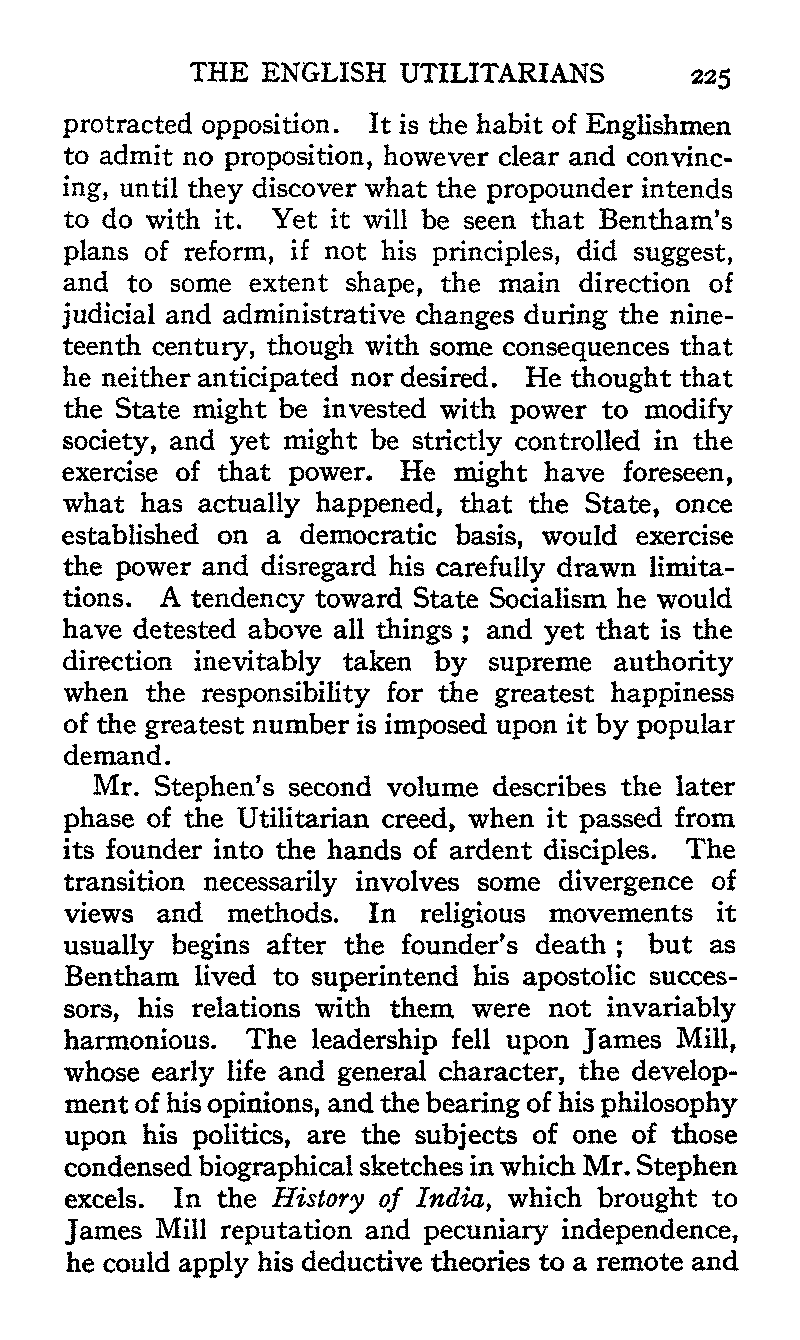 THE ENGLISH UTILITARIANS 225
protracted opposition. It is the habit of Englishmen
to admit no proposition, however clear and convinc-
ing, until they discover what the propounder intends
to do with it. Yet it will be seen that Bentham's
plans of reform, if not his principles, did suggest,
and to some extent shape, the main direction of
judicial and administrative changes during the nine-
teenth century, though with some consequences that
he neither anticipated nor desired. He thought that
the State might be invested with power to modify
society, and yet might be strictly controlled in the
exercise of that power. He might have foreseen,
what has actually happened, that the State, once
established on a democratic basis, would exercise
the power and disregard his carefully drawn limita-
tions. A tendency toward State Socialism he would
have detested above all things ; and yet that is the
direction inevitably taken by supreme authority
when the responsibility for the greatest happiness
of the greatest number is imposed upon it by popular
demand.
Mr. Stephen's second volume describes the later
phase of the Utilitarian creed, when it passed from
its founder into the hands of ardent disciples. The
transition necessarily involves some divergence of
views and methods. In religious movements it
usually begins after the founder's death ; but as
Bentham lived to superintend his apostolic succes-
sors, his relations with them were not invariably
harmonious. The leadership fell upon James Mill,
whose early life and general character, the develop-
ment of his opinions, and the bearing of his philosophy
upon his politics, are the subjects of one of those
condensed biographical sketches in which Mr. Stephen
excels. In the History of India, which brought to
James Mill reputation and pecuniary independence,
he could apply his deductive theories to a remote and